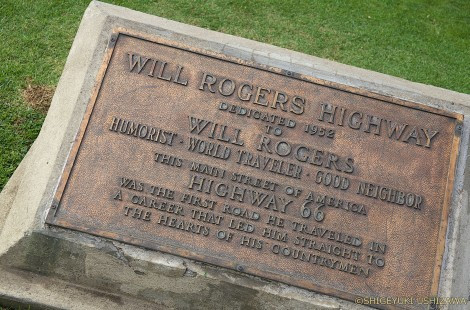 WILL ROGERS HIGHWAY
DEDICATED 1952
TO
WILL ROGERS
HUMORIST · WORLD TRAVELER · GOOD NEIGHBOR
THIS MAIN STREET OF AMERICA
HIGHWAY 66
WAS THE FIRST ROAD HE TRAVELED IN
A CAREER THAT LED HIM STRAIGHT TO
THE HEARTS OF HIS COUNTRYMEN
©SHIGEYUKI USHIZAWA